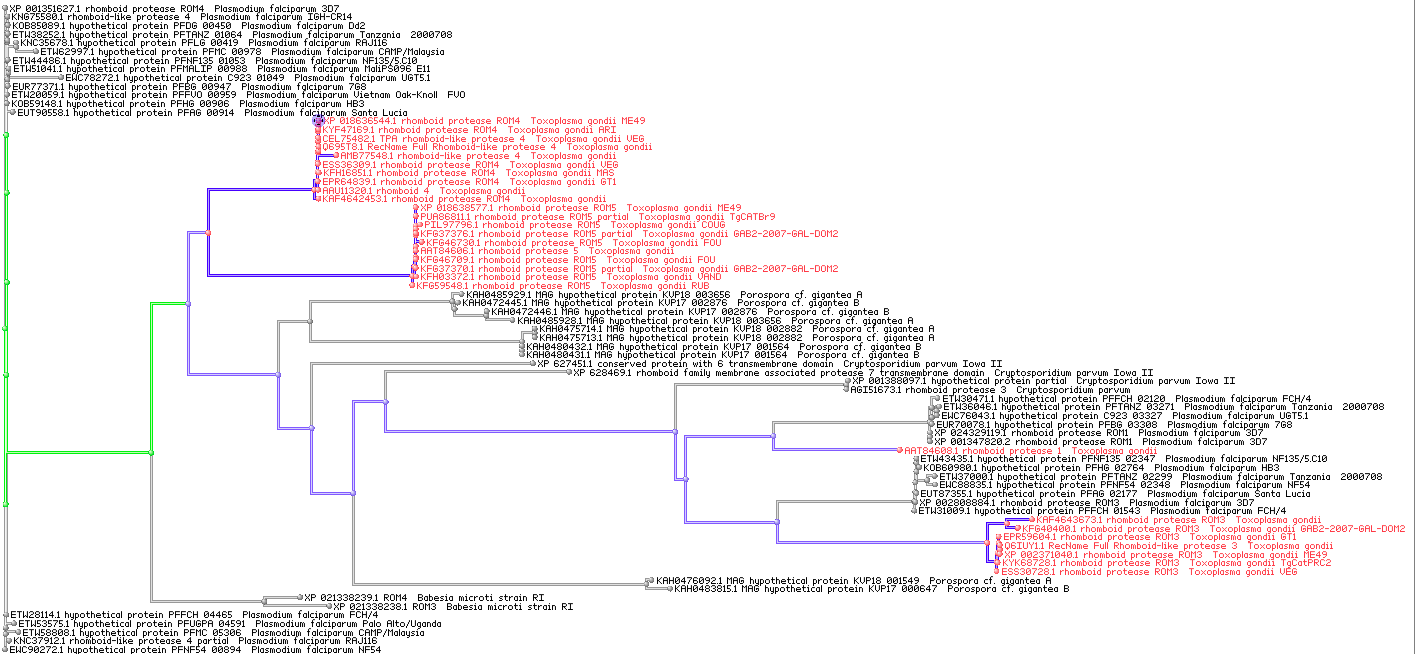 XP 001351627.1 rhomboid protease ROM4 Plasmodium falciparum 3D7
KNG75580.1 rhomboid-like protease 4 Plasmodium falciparum IGH-CR14
KOB85089.1 hypothetical protein PFDG 00450 Plasmodium falciparum Dd2
ETW38252.1 hypothetical protein PFTANZ 01064 Plasmodium falciparum Tanzania 2000708
KNC35678.1 hypothetical protein PFLG 00419 Plasmodium falciparum RAJ116
ETW62997.1 hypothetical protein PFMC 00978 Plasmodium falciparum CAMP/Malaysia
ETW44486.1 hypothetical protein PFNF135 01053 Plasmodium falciparum NF135/5.C10
ETW51041.1 hypothetical protein PFMALIP 00988 Plasmodium falciparum MaliPS096 E11
EWC78272.1 hypothetical protein C923 01049 Plasmodium falciparum UGT5.1
EUR77371.1 hypothetical protein PFBG 00947 Plasmodium falciparum 7G8
ETW20059.1 hypothetical protein PFFVO 00959 Plasmodium falciparum Vietnam Oak-Knoll FVO
KOB59148.1 hypothetical protein PFHG 00906 Plasmodium falciparum HB3
EUT90558.1 hypothetical protein PFAG 00914 Plasmodium falciparum Santa Lucia
XP 018636544.1 rhomboid protease ROM4 Toxoplasma gondii ME49
KYF47169.1 rhomboid protease ROM4 Toxoplasma gondii ARI
CEL75482.1 TPA rhomboid-like protease 4 Toxoplasma gondii VEG
Q695T8.1 RecName Full Rhomboid-like protease 4 Toxoplasma gondii
AMB77548.1 rhomboid-like protease 4 Toxoplasma gondii
ESS36309.1 rhomboid protease ROM4 Toxoplasma gondii VEG
KFH16851.1 rhomboid protease ROM4 Toxoplasma gondii MAS
EPR64839.1 rhomboid protease ROM4 Toxoplasma gondii GT1
AAU11320.1 rhomboid 4 Toxoplasma gondii
KAF4642453.1 rhomboid protease ROM4 Toxoplasma gondii
XP 018638577.1 rhomboid protease ROM5 Toxoplasma gondii ME49
PUA86811.1 rhomboid protease ROM5 partial Toxoplasma gondii TgCATBr9
PIL97796.1 rhomboid protease ROM5 Toxoplasma gondii COUG
KFG37376.1 rhomboid protease ROM5 partial Toxoplasma gondii GAB2-2007-GAL-DOM2
KFG46730.1 rhomboid protease ROM5 Toxoplasma gondii FOU
AAT84606.1 rhomboid protease 5 Toxoplasma gondii
KFG46709.1 rhomboid protease ROM5 Toxoplasma gondii FOU
KFG37370.1 rhomboid protease ROM5 partial Toxoplasma gondii GAB2-2007-GAL-DOM2
KFH03372.1 rhomboid protease ROM5 Toxoplasma gondii VAND
KFG59548.1 rhomboid protease ROM5 Toxoplasma gondii RUB
KAH0485929.1 MAG hypothetical protein KVP18 003656 Porospora cf. gigantea A
KAH0472445.1 MAG hypothetical protein KVP17 002876 Porospora cf. gigantea B
KAH0472446.1 MAG hypothetical protein KVP17 002876 Porospora cf. gigantea B
KAH0485928.1 MAG hypothetical protein KVP18 003656 Porospora cf. gigantea A
KAH0475714.1 MAG hypothetical protein KVP18 002882 Porospora cf. gigantea A
KAH0475713.1 MAG hypothetical protein KVP18 002882 Porospora cf. gigantea A
KAH0480432.1 MAG hypothetical protein KVP17 001564 Porospora cf. gigantea B
KAH0480431.1 MAG hypothetical protein KVP17 001564 Porospora cf. gigantea B
XP 627451.1 conserved protein with 6 transmembrane domain Cryptosporidium parvum Iowa II
XP 628469.1 rhomboid family membrane associated protease 7 transmembrane domain Cryptosporidium parvum Iowa II
XP 001388097.1 hypothetical protein partial Cryptosporidium parvum Iowa II
AGI51673.1 rhomboid protease 3 Cryptosporidium parvum
ETW30471.1 hypothetical protein PFFCH 02120 Plasmodium falciparum FCH/4
ETW36046.1 hypothetical protein PFTANZ 03271 Plasmodium falciparum Tanzania 2000708
EWC76043.1 hypothetical protein C923 03327 Plasmodium falciparum UGT5.1
EUR70078.1 hypothetical protein PFBG 03308 Plasmodium falciparum 7G8
XP 024329119.1 rhomboid protease ROM1 Plasmodium falciparum 3D7
XP 001347820.2 rhomboid protease ROM1 Plasmodium falciparum 3D7
AAT84608.1 rhomboid protease 1 Toxoplasma gondii
ETW43435.1 hypothetical protein PFNF135 02347 Plasmodium falciparum NF135/5.C10
KOB60980.1 hypothetical protein PFHG 02764 Plasmodium falciparum HB3
ETW37000.1 hypothetical protein PFTANZ 02299 Plasmodium falciparum Tanzania 2000708
EWC88835.1 hypothetical protein PFNF54 02348 Plasmodium falciparum NF54
EUT87355.1 hypothetical protein PFAG 02177 Plasmodium falciparum Santa Lucia
XP 002808884.1 rhomboid protease ROM3 Plasmodium falciparum 3D7
ETW31009.1 hypothetical protein PFFCH 01543 Plasmodium falciparum FCH/4
KAF4643673.1 rhomboid protease ROM3 Toxoplasma gondii
KFG40400.1 rhomboid protease ROM3 Toxoplasma gondii GAB2-2007-GAL-DOM2
EPR59604.1 rhomboid protease ROM3 Toxoplasma gondii GT1
Q6IUY1.1 RecName Full Rhomboid-like protease 3 Toxoplasma gondii
XP 002371040.1 rhomboid protease ROM3 Toxoplasma gondii ME49
KYK68728.1 rhomboid protease ROM3 Toxoplasma gondii TgCatPRC2
ESS30728.1 rhomboid protease ROM3 Toxoplasma gondii VEG
KAH0476092.1 MAG hypothetical protein KVP18 001549 Porospora cf. gigantea A
KAH0483815.1 MAG hypothetical protein KVP17 000647 Porospora cf. gigantea B
XP 021338239.1 ROM4 Babesia microti strain RI
XP 021338238.1 ROM3 Babesia microti strain RI
ETW28114.1 hypothetical protein PFFCH 04465 Plasmodium falciparum FCH/4
ETW53575.1 hypothetical protein PFUGPA 04591 Plasmodium falciparum Palo Alto/Uganda
ETW58808.1 hypothetical protein PFMC 05306 Plasmodium falciparum CAMP/Malaysia
KNC37912.1 rhomboid-like protease 4 partial Plasmodium falciparum RAJ116
EWC90272.1 hypothetical protein PFNF54 00894 Plasmodium falciparum NF54